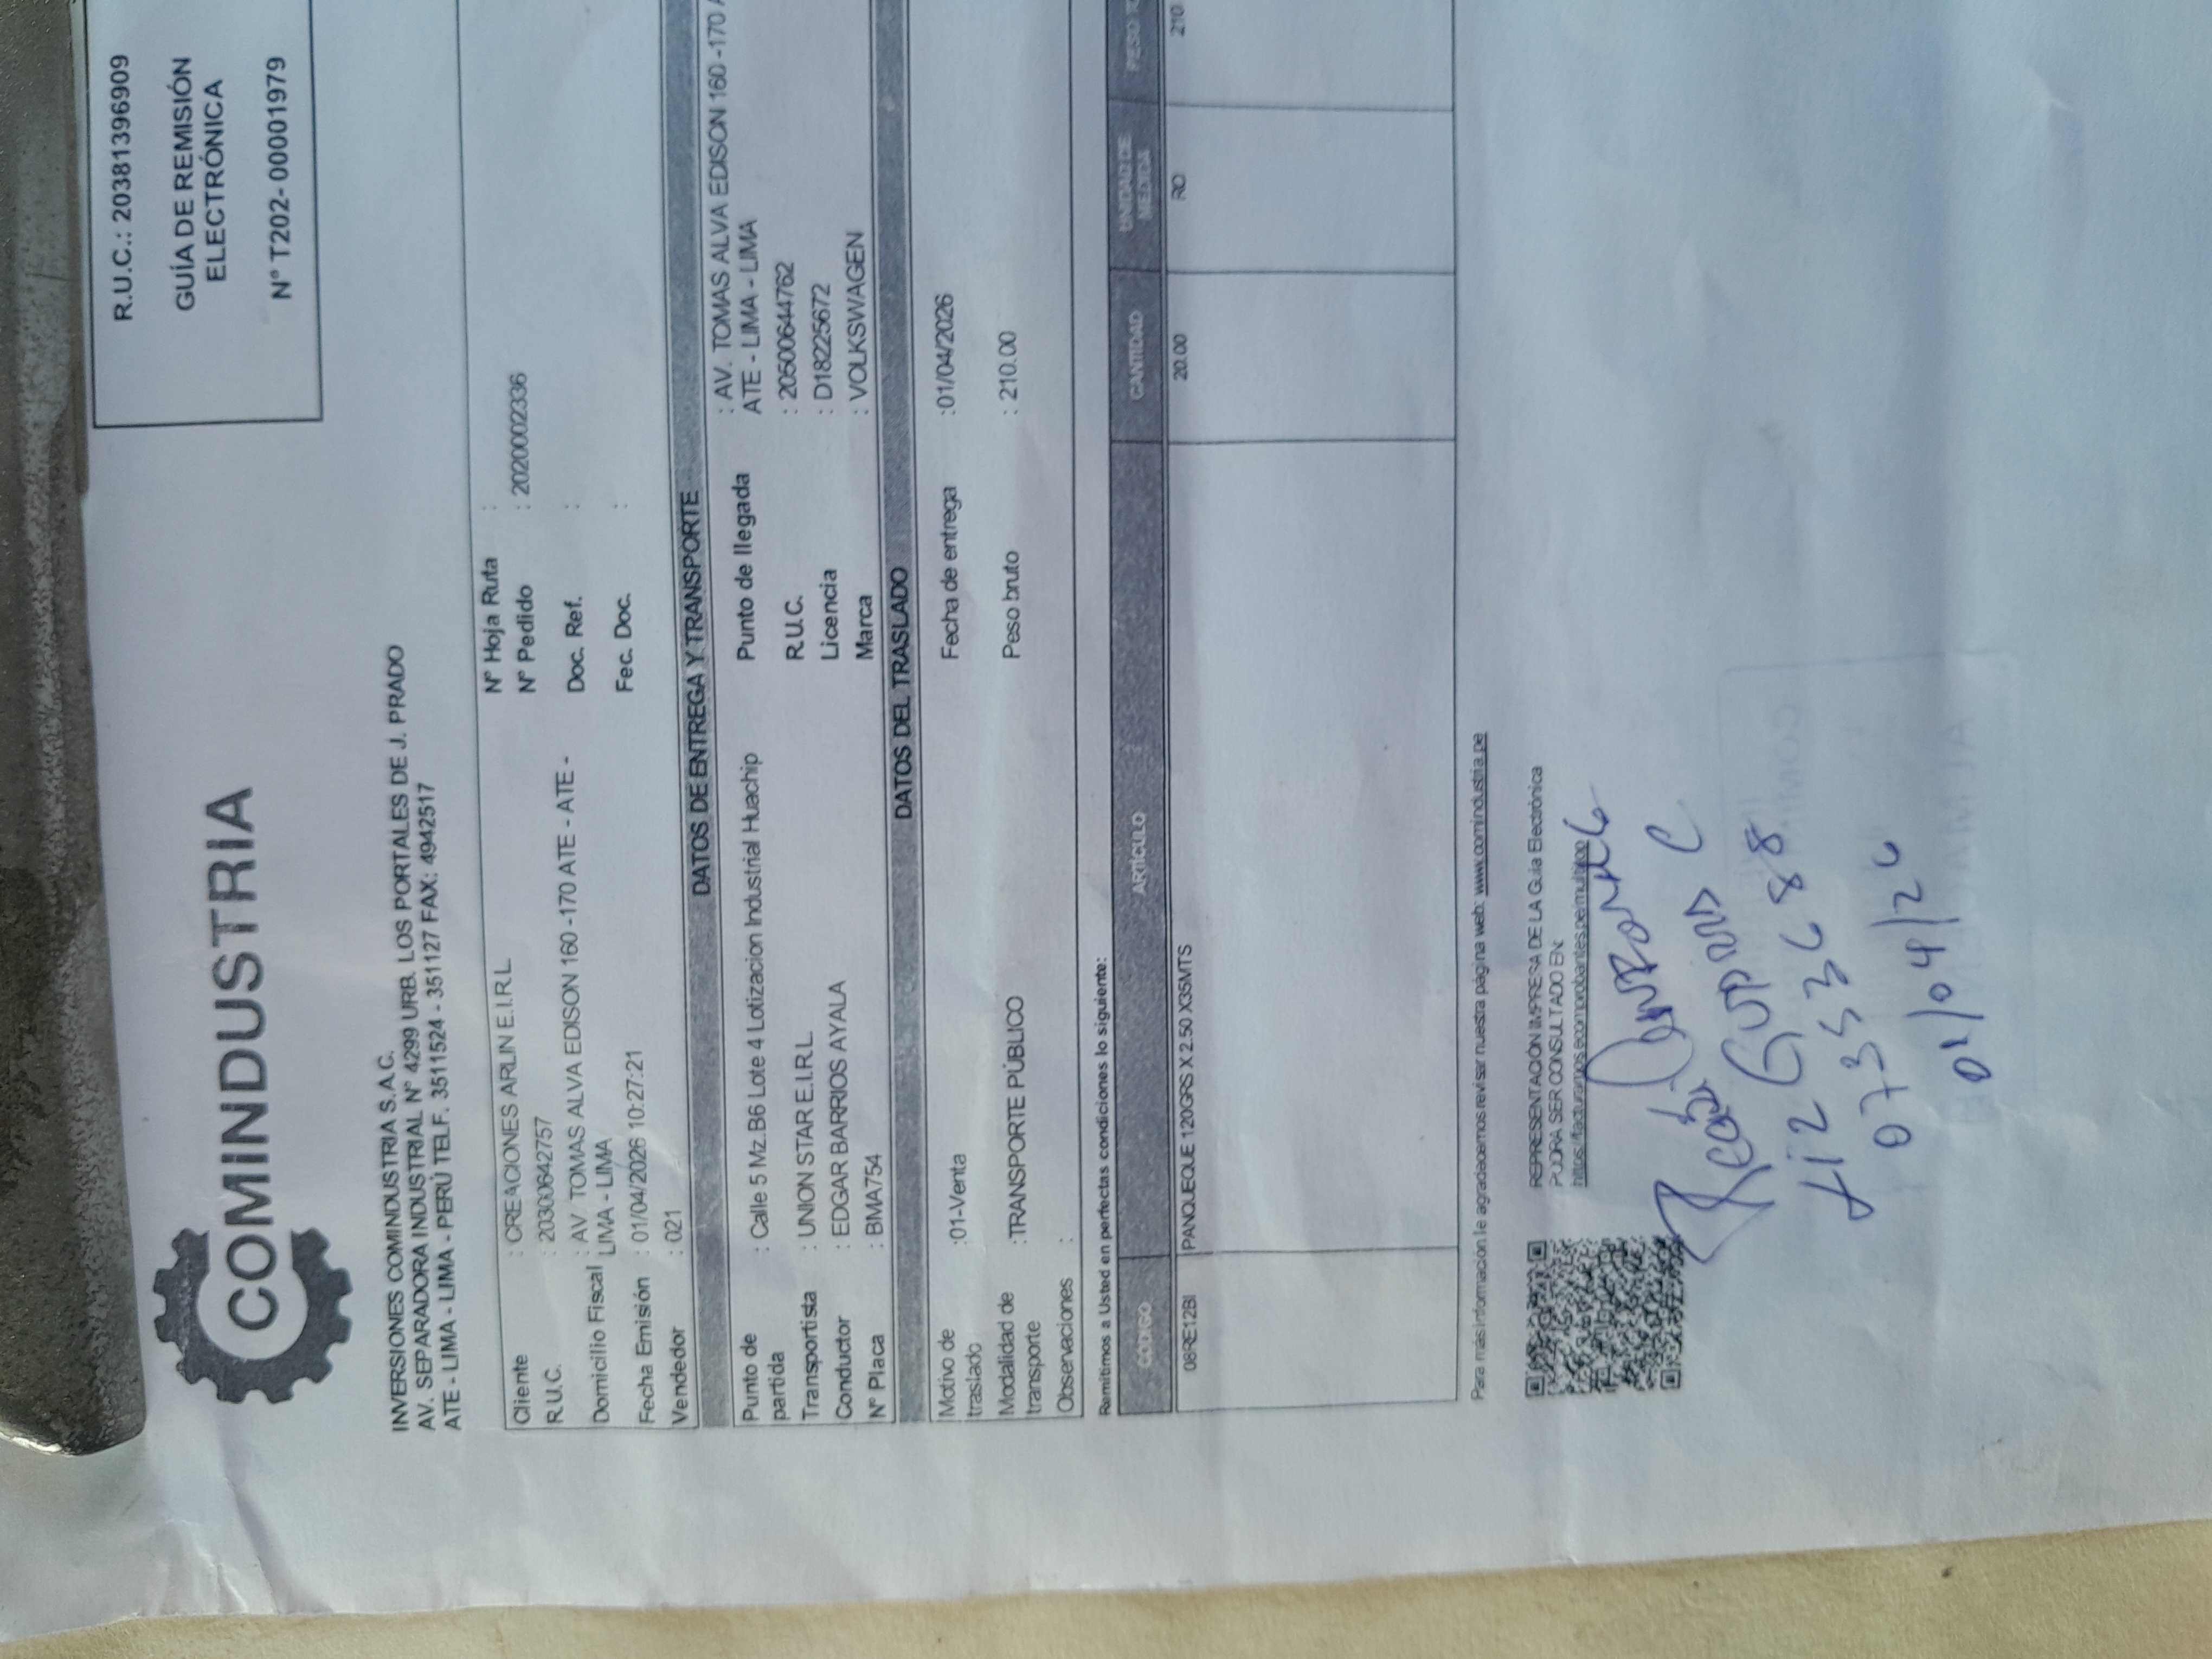 R.U.C.: 20381396909
GUÍA DE REMISIÓN
ELECTRÓNICA
N° T202- 00001979
COMINDUSTRIA
INVERSIONES COMINDUSTRIA S.A.C.
AV. SEPARADORA INDUSTRIAL N° 4299 URB. LOS PORTALES DE J. PRADO
ATE - LIMA - LIMA - PERÚ TELF. 3511524 - 351127 FAX: 4942517
Cliente : CREACIONES ARLIN E.I.R.L. N° Hoja Ruta :
R.U.C. : 20300642757 N° Pedido : 2020002336
Domicilio Fiscal : AV. TOMAS ALVA EDISON 160 -170 ATE - ATE - LIMA - LIMA Doc. Ref. :
Fecha Emisión : 01/04/2026 10:27:21 Fec. Doc. :
Vendedor : 021
DATOS DE ENTREGA Y TRANSPORTE
Punto de partida : Calle 5 Mz.B6 Lote 4 Lotizacion Industrial Huachip Punto de llegada : AV. TOMAS ALVA EDISON 160 -170
ATE - LIMA - LIMA
Transportista : UNION STAR E.I.R.L. R.U.C. : 20500644762
Conductor : EDGAR BARRIOS AYALA Licencia : D18225672
N° Placa : BMA754 Marca : VOLKSWAGEN
DATOS DEL TRASLADO
Motivo de traslado :01-Venta Fecha de entrega :01/04/2026
Modalidad de transporte :TRANSPORTE PÚBLICO Peso bruto : 210.00
Observaciones :
Remitimos a Usted en perfectas condiciones lo siguiente:
CODIGO ARTÍCULO CANTIDAD UNIDAD DE MEDIDA PESO
08RE12BI PANQUEQUE 120GRS X 2.50 X35MTS 20.00 RO 210
Para más informacion le agradecemos revisar nuestra página web: www.comindustria.pe
REPRESENTACIÓN IMPRESA DE LA Guía Electrónica
PODRA SER CONSULTADO EN:
01/04/26